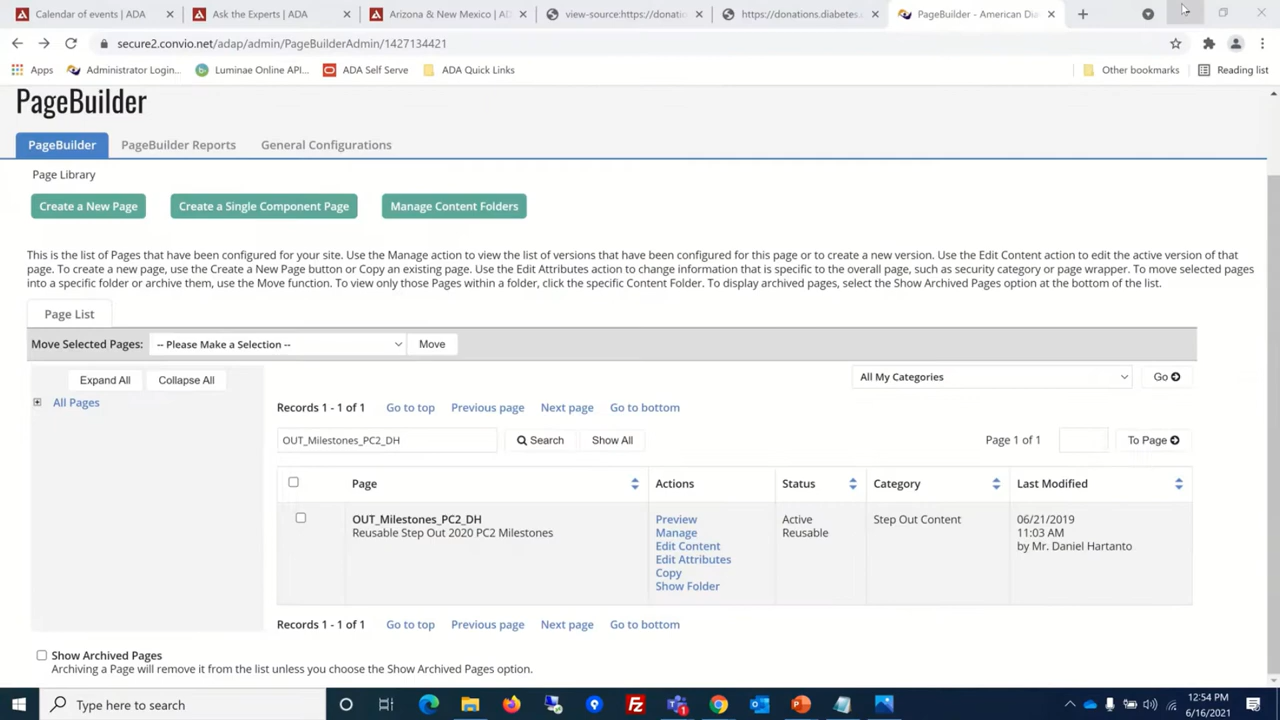 Calendar of events | ADA
Ask the Experts | ADA
Arizona & New Mexico | ADA
view-source:https://donati
https://donations.diabetes.
PageBuilder - American Dia
secure2.convio.net/adap/admin/PageBuilderAdmin/1427134421
Apps
Administrator Login...
Luminae Online API...
ADA Self Serve
ADA Quick Links
Other bookmarks
Reading list
PageBuilder
PageBuilder
PageBuilder Reports
General Configurations
Page Library
Create a New Page
Create a Single Component Page
Manage Content Folders
This is the list of Pages that have been configured for your site. Use the Manage action to view the list of versions that have been configured for this page or to create a new version. Use the Edit Content action to edit the active version of that
page. To create a new page, use the Create a New Page button or Copy an existing page. Use the Edit Attributes action to change information that is specific to the overall page, such as security category or page wrapper. To move selected pages
into a specific folder or archive them, use the Move function. To view only those Pages within a folder, click the specific Content Folder. To display archived pages, select the Show Archived Pages option at the bottom of the list.
Page List
Move Selected Pages:
-- Please Make a Selection --
Move
Expand All
Collapse All
All My Categories
Go
All Pages
Records 1 - 1 of 1
Go to top
Previous page
Next page
Go to bottom
OUT_Milestones_PC2_DH
Search
Show All
Page 1 of 1
To Page
Page
Actions
Status
Category
Last Modified
OUT_Milestones_PC2_DH
Reusable Step Out 2020 PC2 Milestones
Preview
Manage
Edit Content
Edit Attributes
Copy
Show Folder
Active
Reusable
Step Out Content
06/21/2019
11:03 AM
by Mr. Daniel Hartanto
Records 1 - 1 of 1
Go to top
Previous page
Next page
Go to bottom
Show Archived Pages
Archiving a Page will remove it from the list unless you choose the Show Archived Pages option.
Type here to search
12:54 PM
6/16/2021